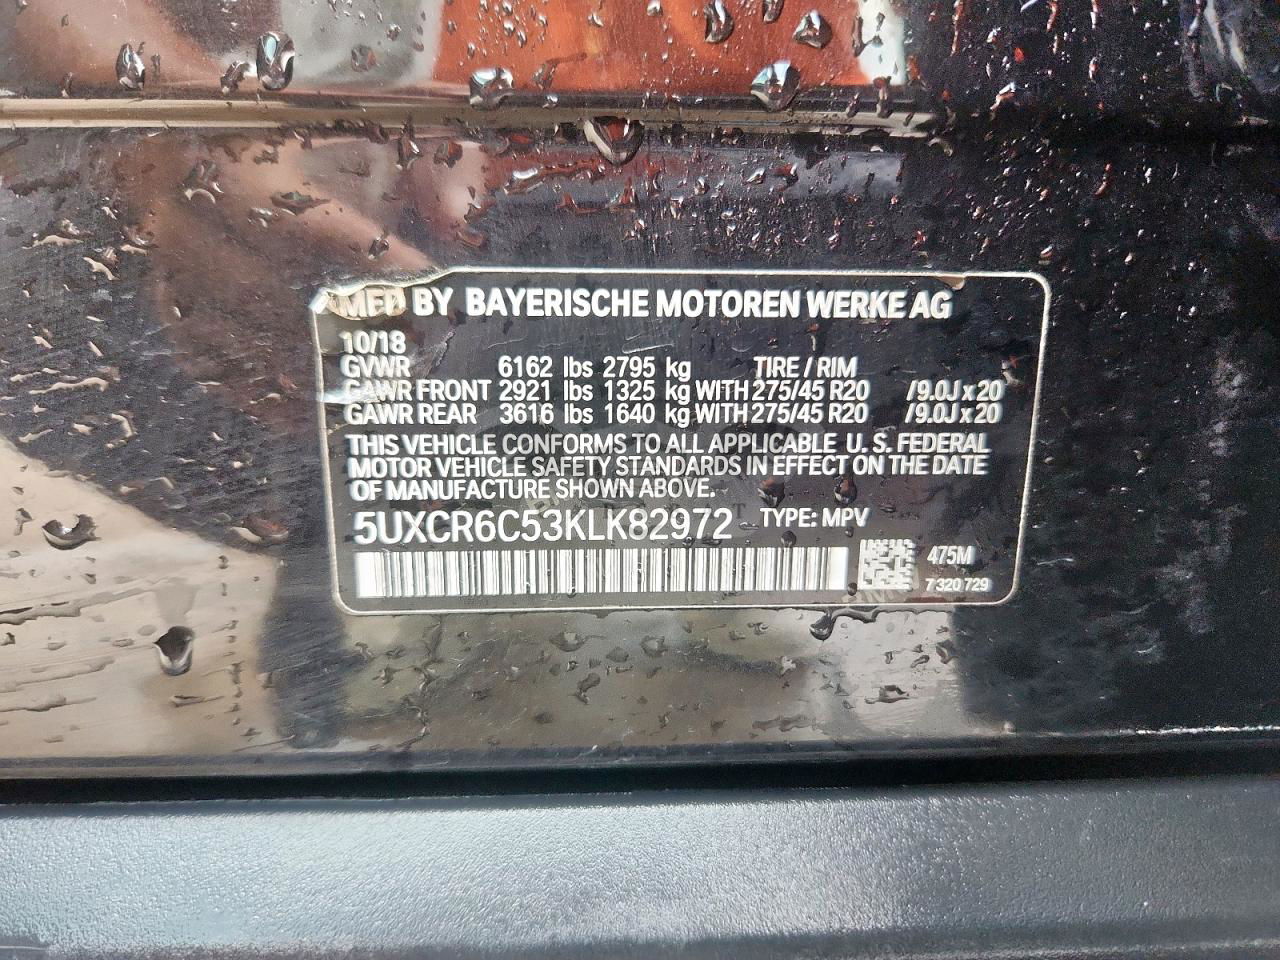 MFD BY BAYERISCHE MOTOREN WERKE AG
10/18
GVWR 6162 lbs 2795 kg TIRE / RIM
GAWR FRONT 2921 lbs 1325 kg WITH 275/45 R20 /9.0J x 20
GAWR REAR 3616 lbs 1640 kg WITH 275/45 R20 /9.0J x 20
THIS VEHICLE CONFORMS TO ALL APPLICABLE U.S. FEDERAL
MOTOR VEHICLE SAFETY STANDARDS IN EFFECT ON THE DATE
OF MANUFACTURE SHOWN ABOVE.
5UXCR6C53KLK82972 TYPE: MPV
475M
7 320 729